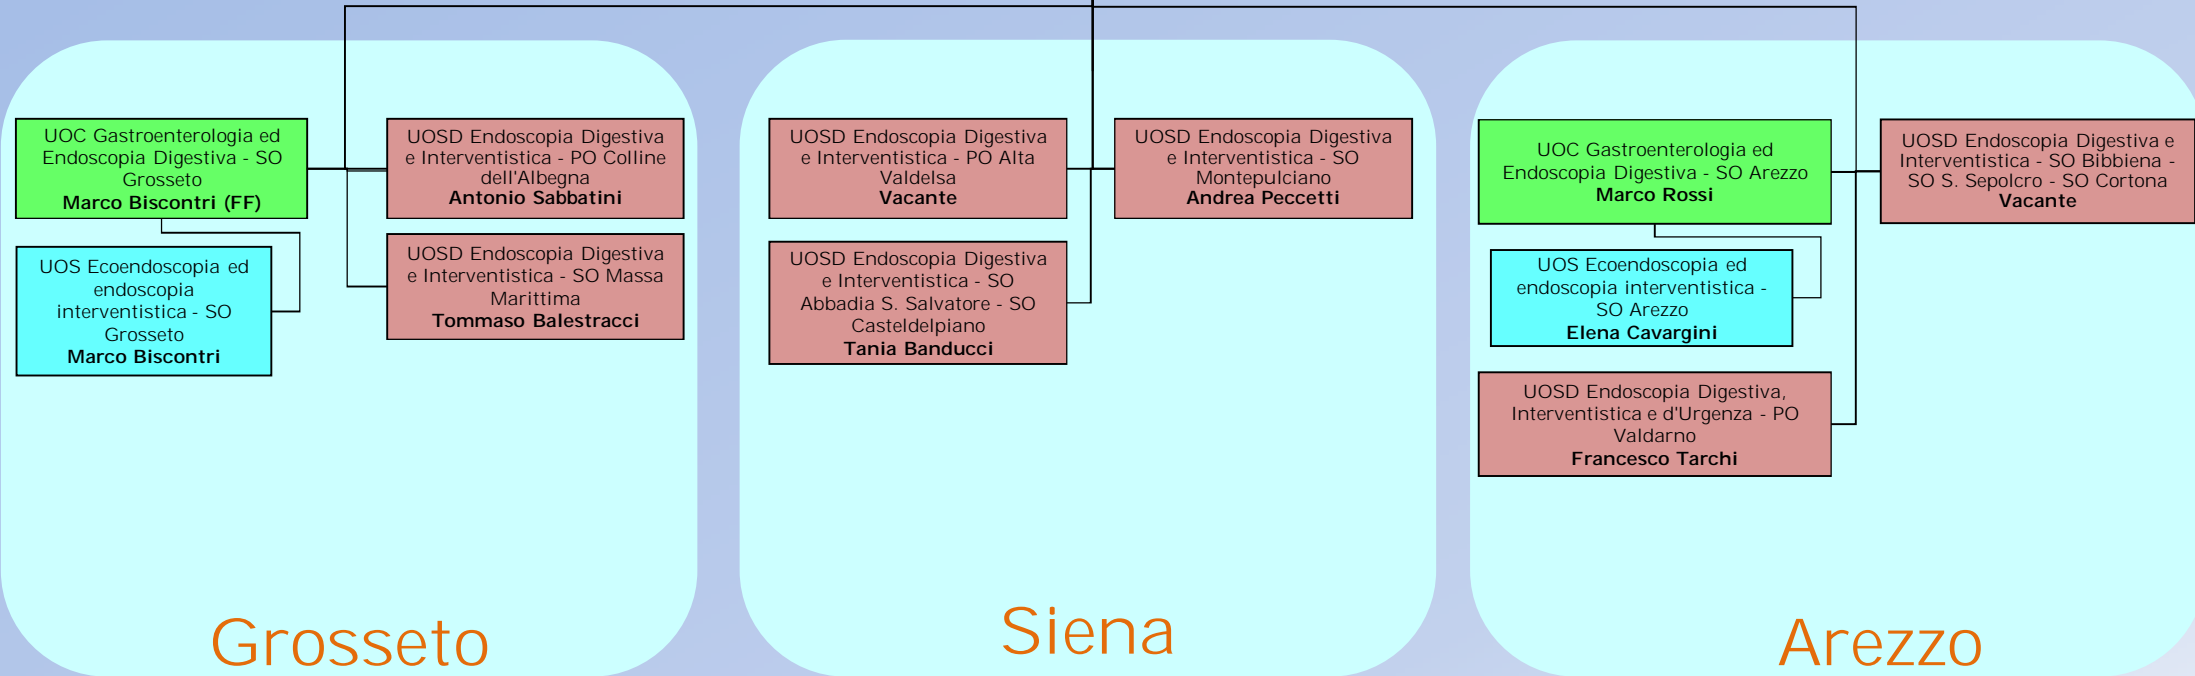 UOC Gastroenterologia ed
Endoscopia Digestiva - SO
Grosseto
Marco Biscontri (FF)
UOSD Endoscopia Digestiva
e Interventistica - PO Colline
dell'Albegna
Antonio Sabbatini
UOS Ecoendoscopia ed
endoscopia
interventistica - SO
Grosseto
Marco Biscontri
UOSD Endoscopia Digestiva
e Interventistica - SO Massa
Marittima
Tommaso Balestracci
Grosseto
UOSD Endoscopia Digestiva
e Interventistica - PO Alta
Valdelsa
Vacante
UOSD Endoscopia Digestiva
e Interventistica - SO
Montepulciano
Andrea Peccetti
UOSD Endoscopia Digestiva
e Interventistica - SO
Abbadia S. Salvatore - SO
Casteldelpiano
Tania Banducci
Siena
UOC Gastroenterologia ed
Endoscopia Digestiva - SO Arezzo
Marco Rossi
UOSD Endoscopia Digestiva e
Interventistica - SO Bibbiena -
SO S. Sepolcro - SO Cortona
Vacante
UOS Ecoendoscopia ed
endoscopia interventistica -
SO Arezzo
Elena Cavargini
UOSD Endoscopia Digestiva,
Interventistica e d'Urgenza - PO
Valdarno
Francesco Tarchi
Arezzo